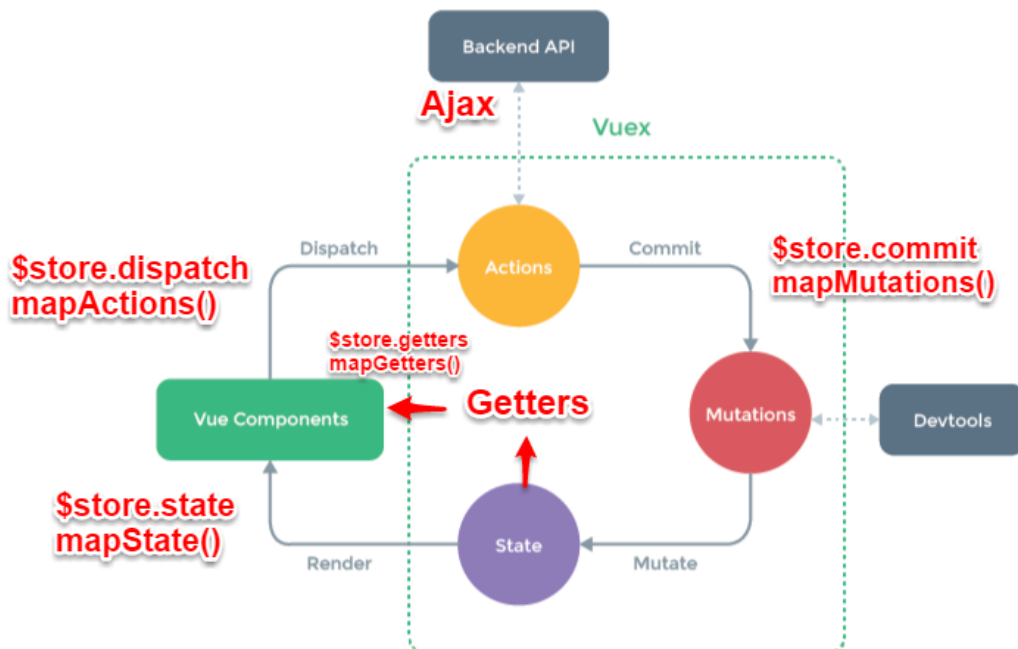 Backend API
Ajax
Vuex
Dispatch
Commit
$store.dispatch
mapActions()
Actions
$store.commit
mapMutations()
$store.getters
mapGetters()
Getters
Vue Components
Mutations
Devtools
$store.state
mapState()
State
Render
Mutate